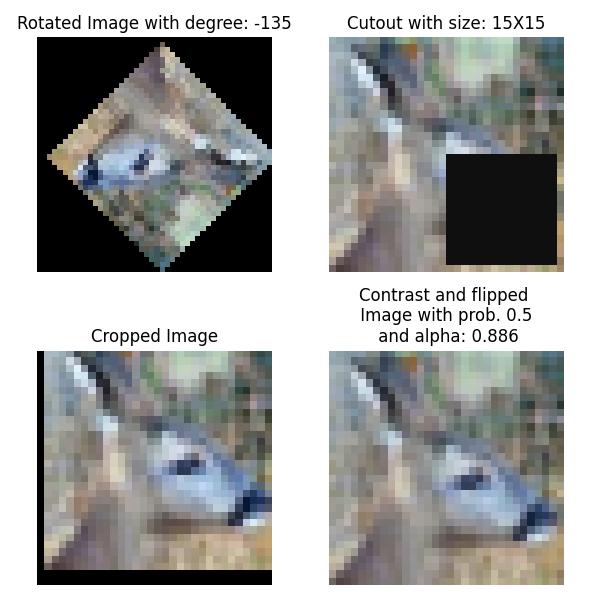 Rotated Image with degree: -135
Cutout with size: 15X15
Cropped Image
Contrast and flipped
Image with prob. 0.5
and alpha: 0.886